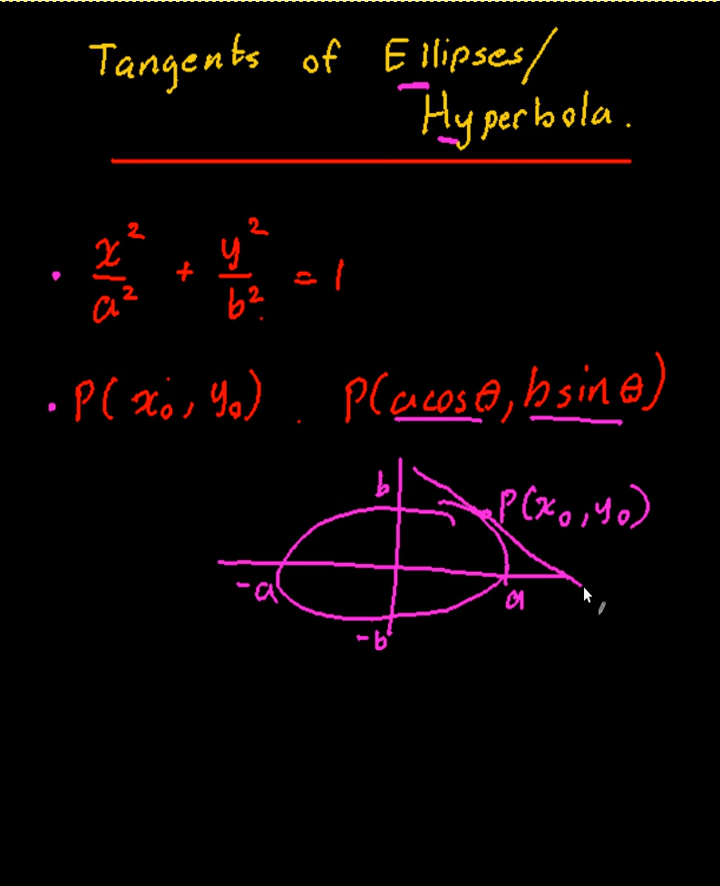 Tangents of Ellipses/
Hyperbola.
• x²/a² + y²/b² = 1
• P(x₀, y₀). P(acosθ, bsinθ)
b
P(x₀, y₀)
-a
a
-b